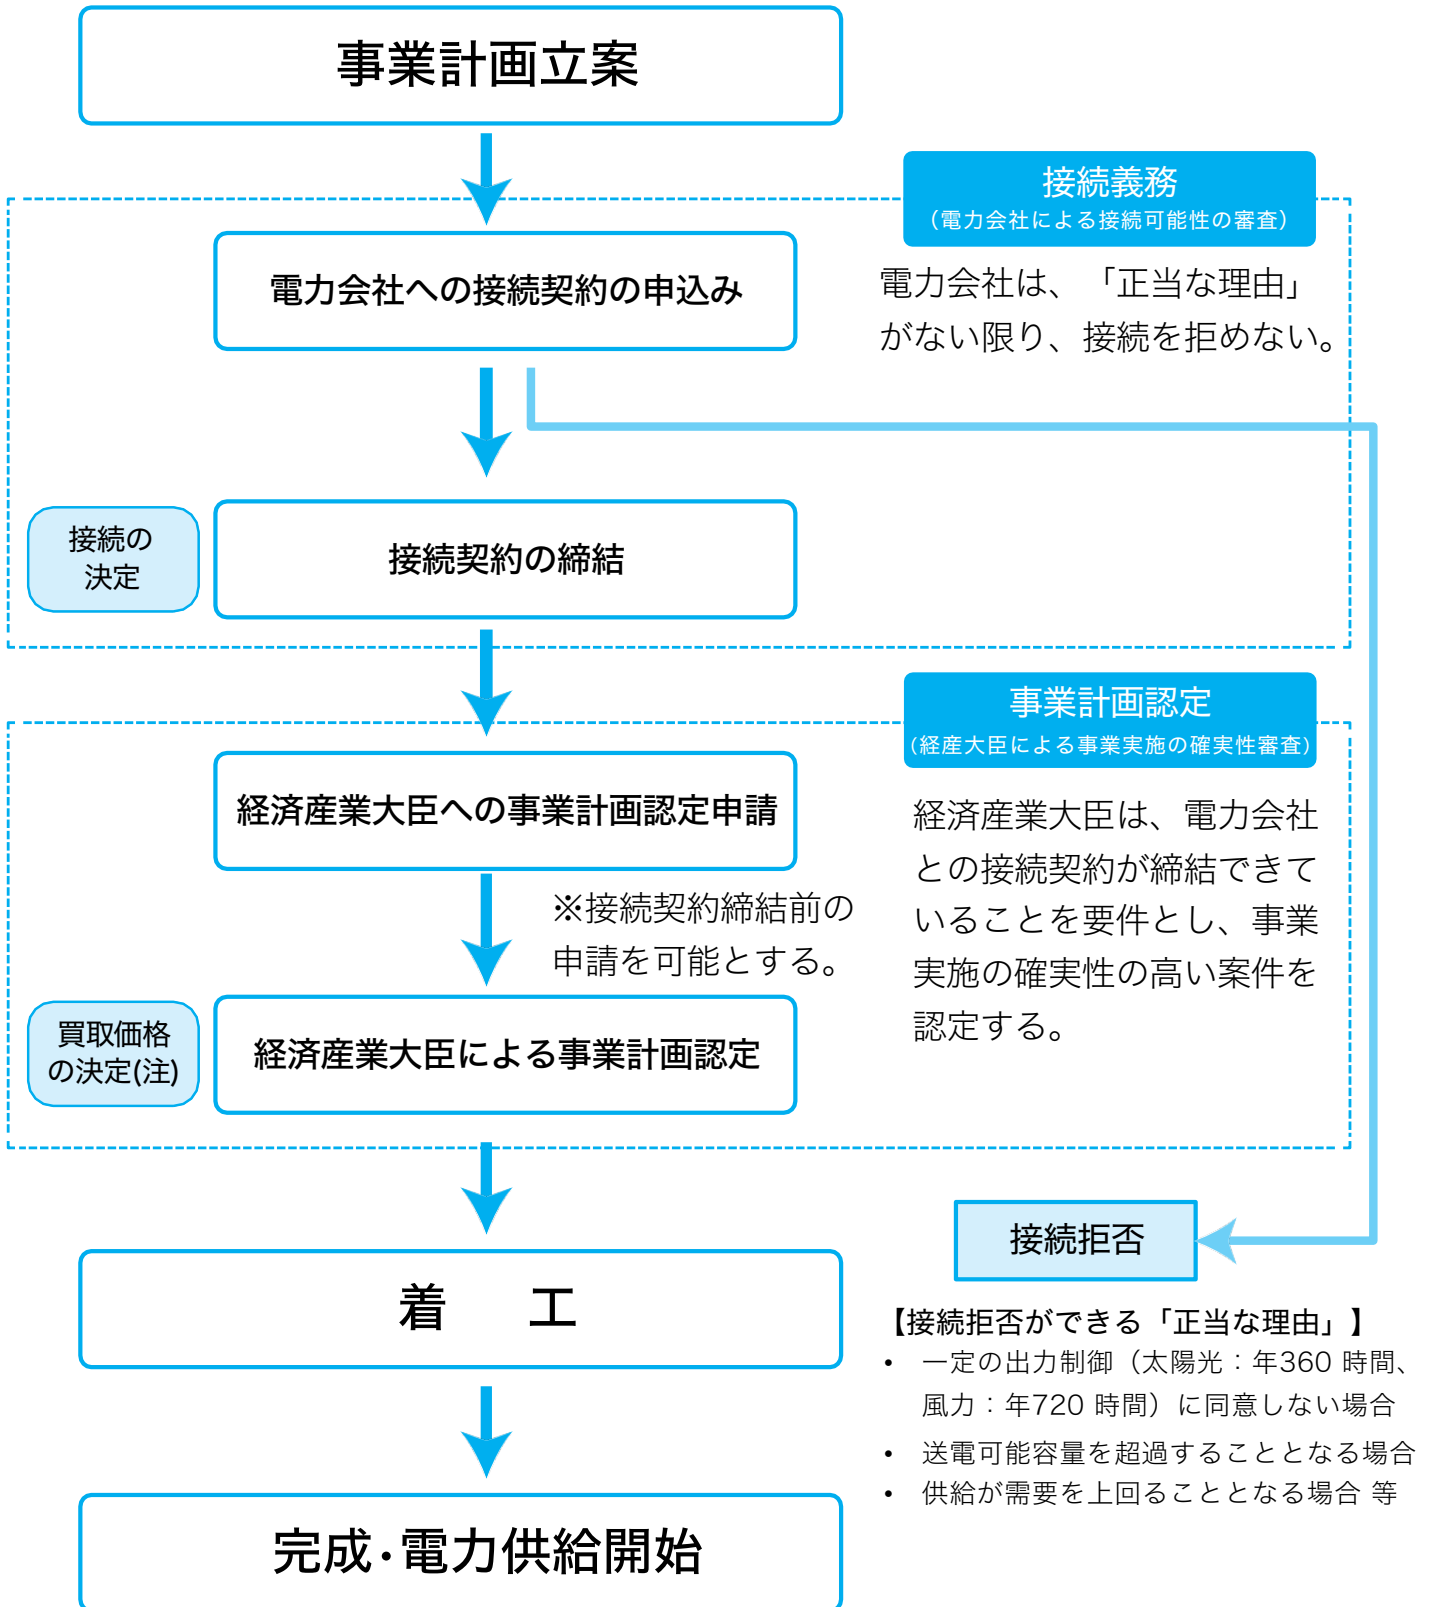 事業計画立案
接続義務
（電力会社による接続可能性の審査）
電力会社への接続契約の申込み
電力会社は、「正当な理由」
がない限り、接続を拒めない。
接続の
決定
接続契約の締結
事業計画認定
（経産大臣による事業実施の確実性審査）
経済産業大臣への事業計画認定申請
経済産業大臣は、電力会社
との接続契約が締結できて
いることを要件とし、事業
実施の確実性の高い案件を
認定する。
※接続契約締結前の
申請を可能とする。
買取価格
の決定(注)
経済産業大臣による事業計画認定
接続拒否
着　工
【接続拒否ができる「正当な理由」】
• 一定の出力制御（太陽光：年360 時間、
風力：年720 時間）に同意しない場合
• 送電可能容量を超過することとなる場合
• 供給が需要を上回ることとなる場合 等
完成・電力供給開始